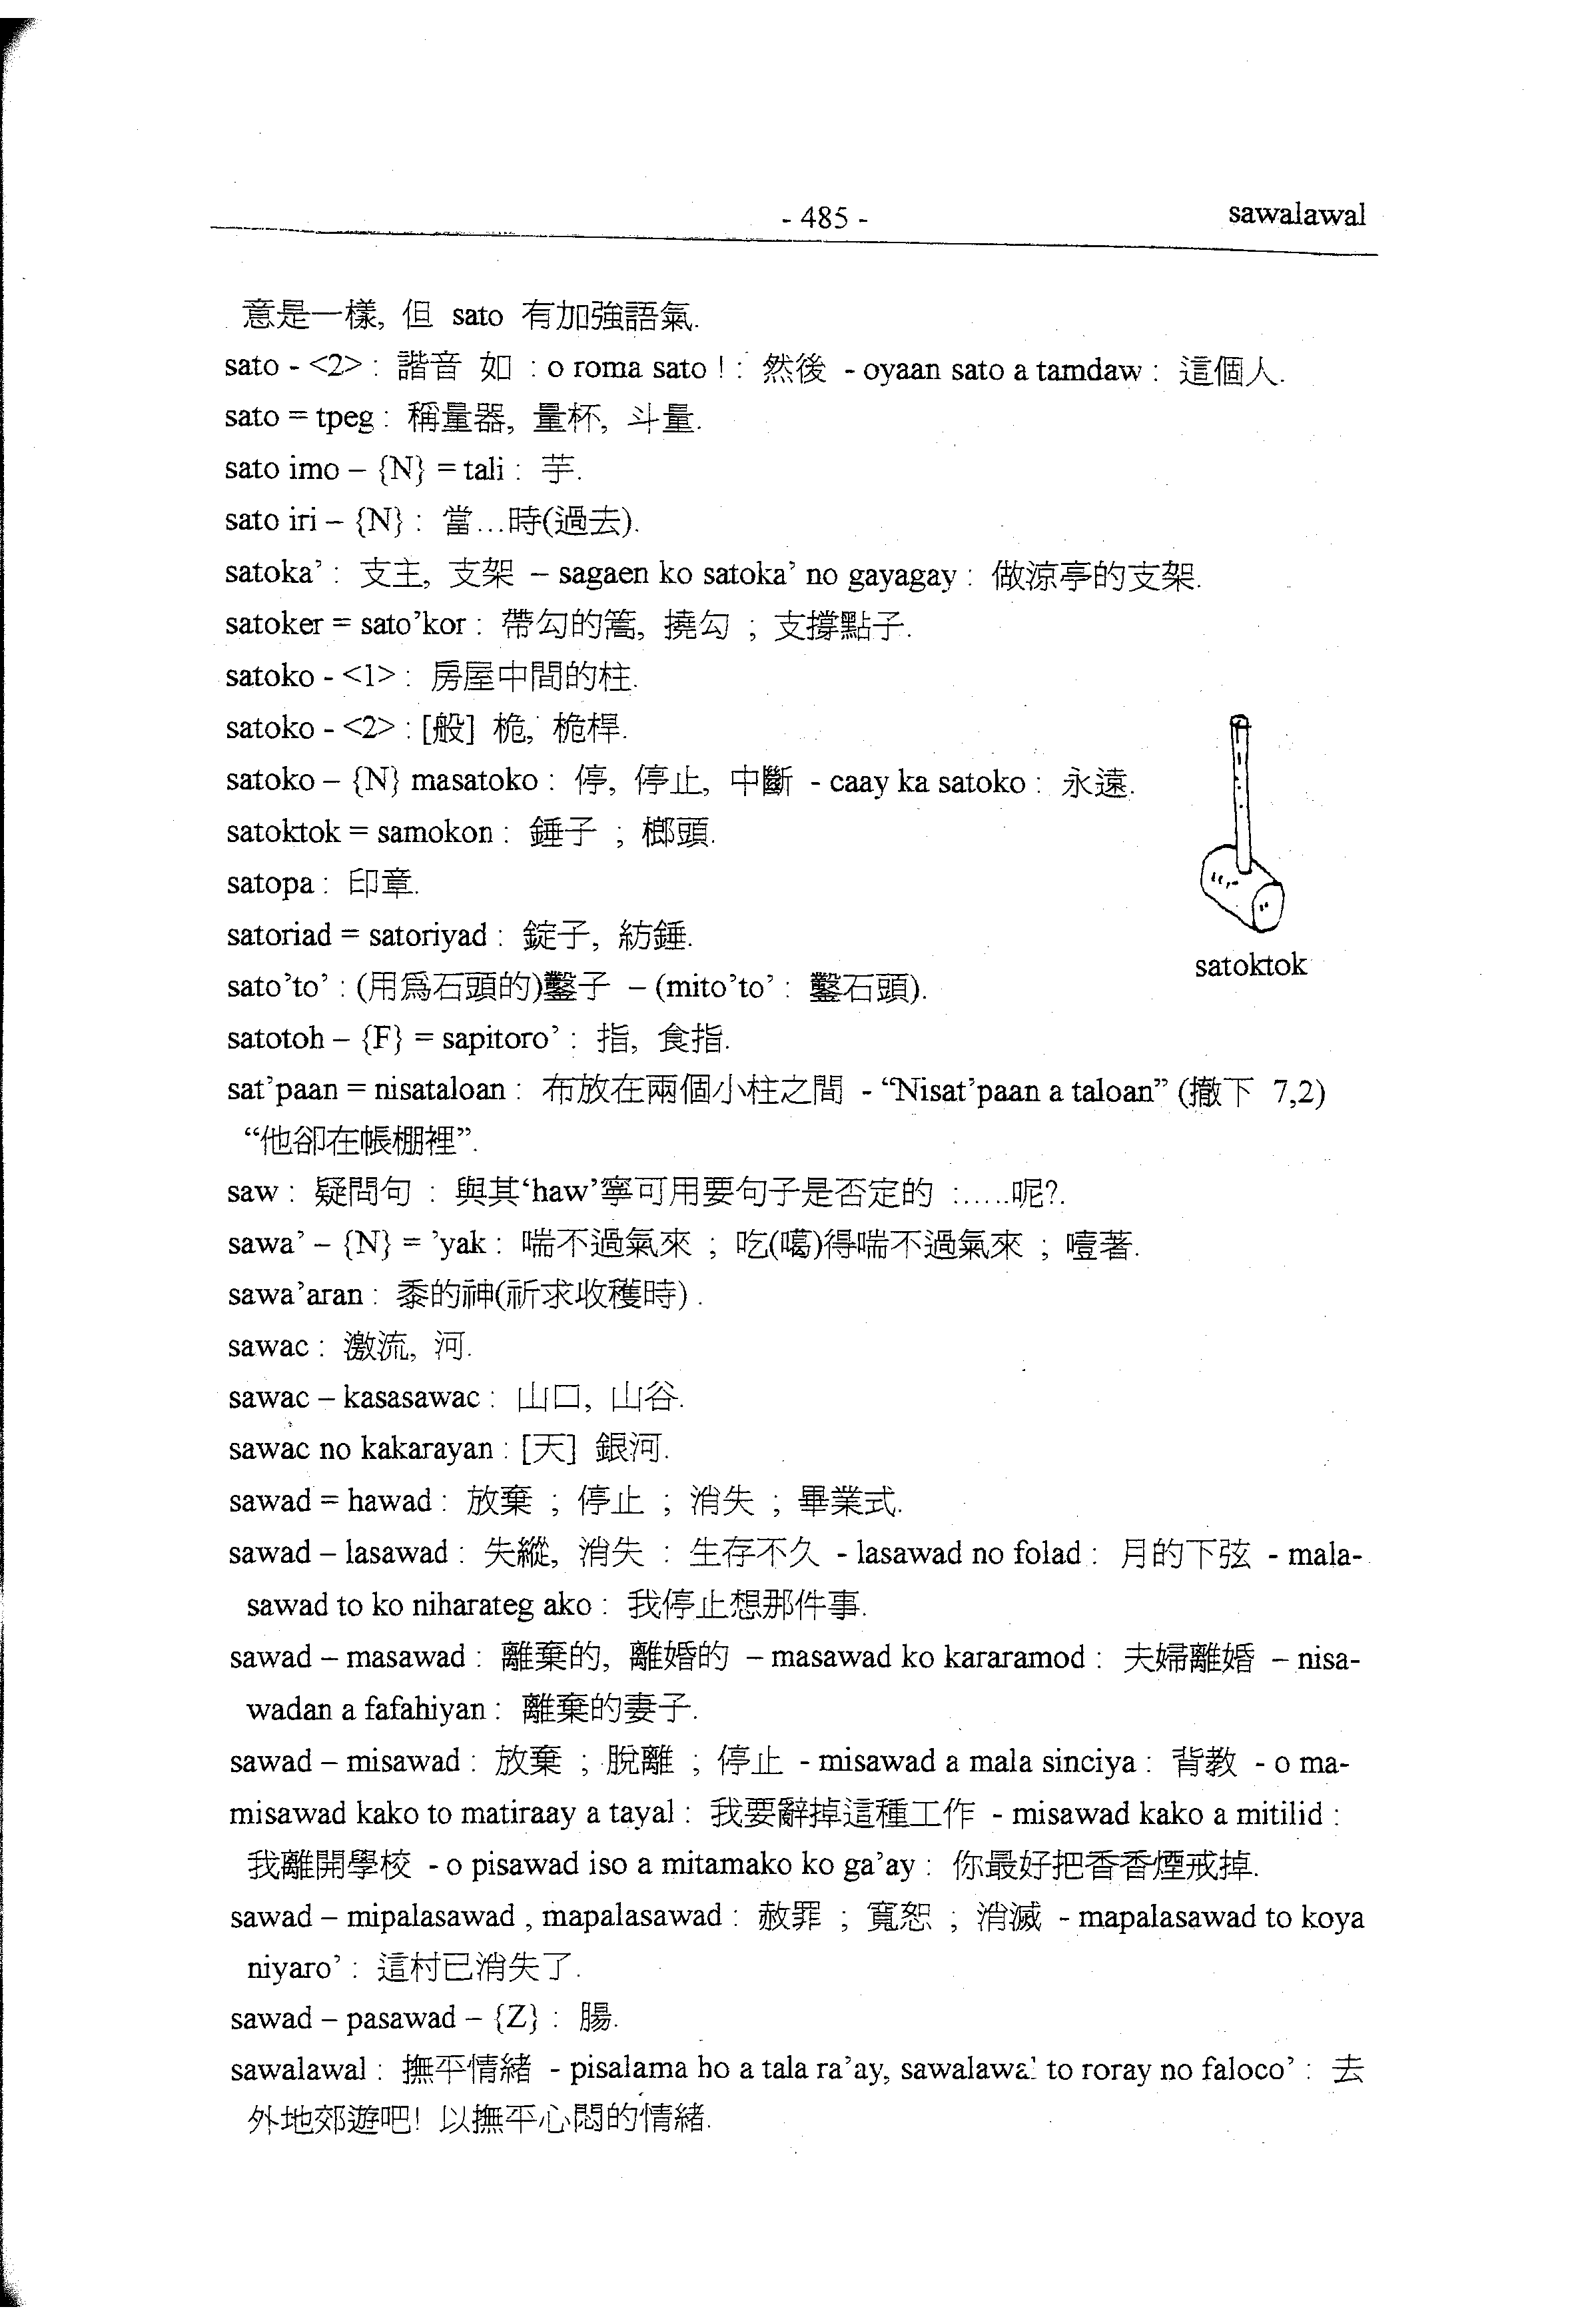 - 485 -
sawalawal
意是一樣, 但 sato 有加強語氣.
sato - <2> : 諧音 如 : o roma sato ! : 然後 - oyaan sato a tamdaw : 這個人.
sato = tpeg : 稱量器, 量杯, 斗量.
sato imo – {N} = tali : 芋.
sato iri – {N} : 當...時(過去).
satoka’ : 支主, 支架 – sagaen ko satoka’ no gayagay : 做涼亭的支架.
satoker = sato’kor : 帶勾的篙, 撓勾 ; 支撐點子.
satoko - <1> : 房屋中間的柱.
satoko - <2> : [般] 桅, 桅桿.
satoko – {N} masatoko : 停, 停止, 中斷 - caay ka satoko : 永遠.
satoktok = samokon : 錘子 ; 榔頭.
satopa : 印章.
satoriad = satoriyad : 錠子, 紡錘.
satoktok
sato’to’ : (用爲石頭的)鑿子 – (mito’to’ : 鑿石頭).
satotoh – {F} = sapitoro’ : 指, 食指.
sat’paan = nisataloan : 布放在兩個小柱之間 - “Nisat’paan a taloan” (撤下 7,2)
“他卻在帳棚裡”.
saw : 疑問句 : 與其‘haw’寧可用要句子是否定的 :.....呢?.
sawa’ – {N} = ’yak : 喘不過氣來 ; 吃(噶)得喘不過氣來 ; 噎著.
sawa’aran : 黍的神(祈求收穫時) .
sawac : 激流, 河.
sawac – kasasawac : 山口, 山谷.
sawac no kakarayan : [天] 銀河.
sawad = hawad : 放棄 ; 停止 ; 消失 ; 畢業式.
sawad – lasawad : 失縱, 消失 : 生存不久 - lasawad no folad : 月的下弦 - mala-
sawad to ko niharateg ako : 我停止想那件事.
sawad – masawad : 離棄的, 離婚的 – masawad ko kararamod : 夫婦離婚 – nisa-
wadan a fafahiyan : 離棄的妻子.
sawad – misawad : 放棄 ; 脫離 ; 停止 - misawad a mala sinciya : 背教 - o ma-
misawad kako to matiraay a tayal : 我要辭掉這種工作 - misawad kako a mitilid :
我離開學校 - o pisawad iso a mitamako ko ga’ay : 你最好把香香煙戒掉.
sawad – mipalasawad , mapalasawad : 赦罪 ; 寬恕 ; 消滅 - mapalasawad to koya
niyaro’ : 這村已消失了.
sawad – pasawad – {Z} : 腸.
sawalawal : 撫平情緒 - pisalama ho a tala ra’ay, sawalawal to roray no faloco’ : 去
外地郊遊吧! 以撫平心悶的情緒.